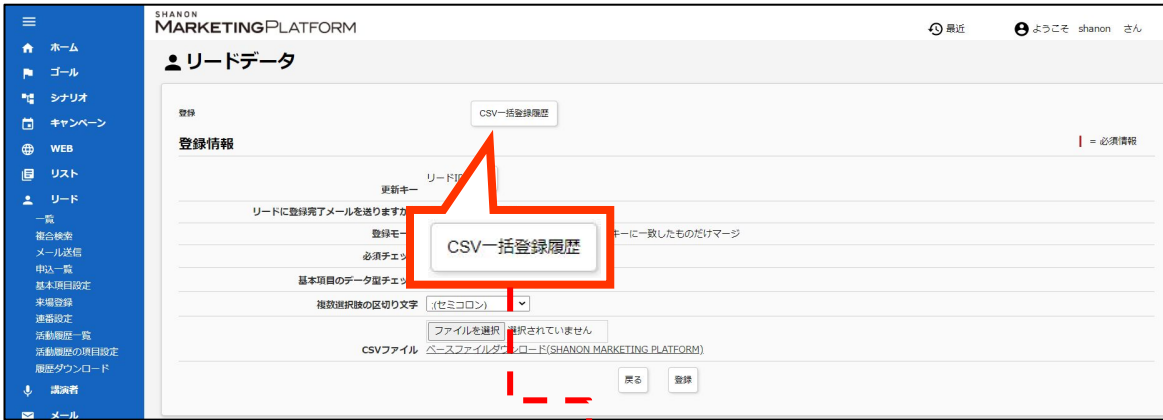 SHANON
MARKETINGPLATFORM
最近
ようこそ shanon さん
ホーム
ゴール
シナリオ
キャンペーン
WEB
リスト
リード
一覧
複合検索
メール送信
申込一覧
基本項目設定
来場登録
連番設定
活動履歴一覧
活動履歴の項目設定
履歴ダウンロード
講演者
メール
リードデータ
登録
CSV一括登録履歴
登録情報
= 必須情報
更新キー リードI
リードに登録完了メールを送りますか
登録モー
キーに一致したものだけマージ
CSV一括登録履歴
必須チェッ
基本項目のデータ型チェッ
複数選択肢の区切り文字 ;(セミコロン)
ファイルを選択 選択されていません
CSVファイル ベースファイルダウンロード(SHANON MARKETING PLATFORM)
戻る 登録